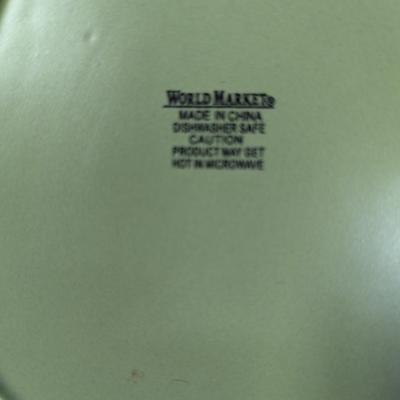 WORLD MARKET®
MADE IN CHINA
DISHWASHER SAFE
CAUTION
PRODUCT MAY GET
HOT IN MICROWAVE